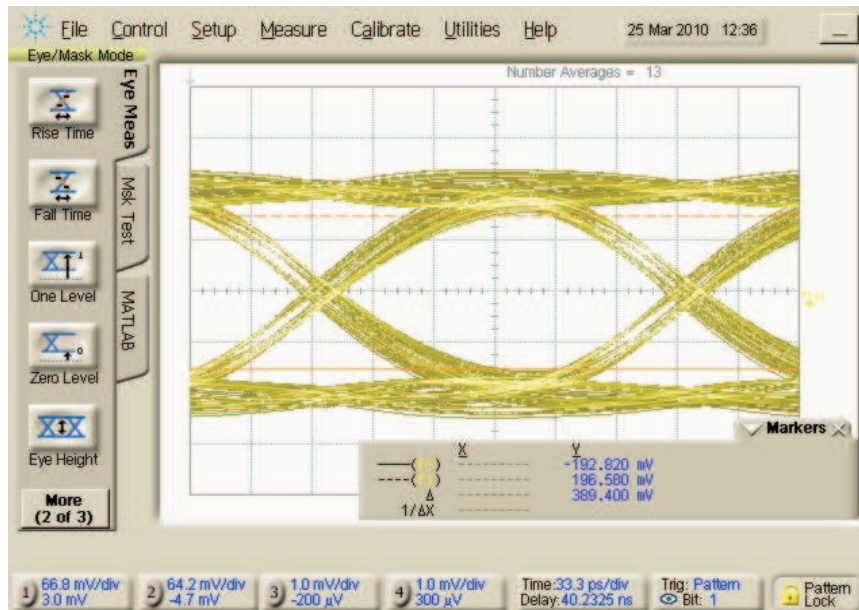 File Control Setup Measure Calibrate Utilities Help 25 Mar 2010 12:36
Eye/Mask Mode
Number Averages = 13
Eye Meas
Rise Time
Msk Test
Fall Time
One Level
MATLAB
Zero Level
Eye Height
More
(2 of 3)
Markers
X Y
(f1) -------- -192.820 mV
----(f1) -------- 196.580 mV
Δ -------- 389.400 mV
1/ΔX --------
1) 66.8 mV/div 2) 64.2 mV/div 3) 1.0 mV/div 4) 1.0 mV/div Time:33.3 ps/div Trig: Pattern Pattern
3.0 mV -4.7 mV -200 µV 300 µV Delay:40.2325 ns Bit: 1 Lock